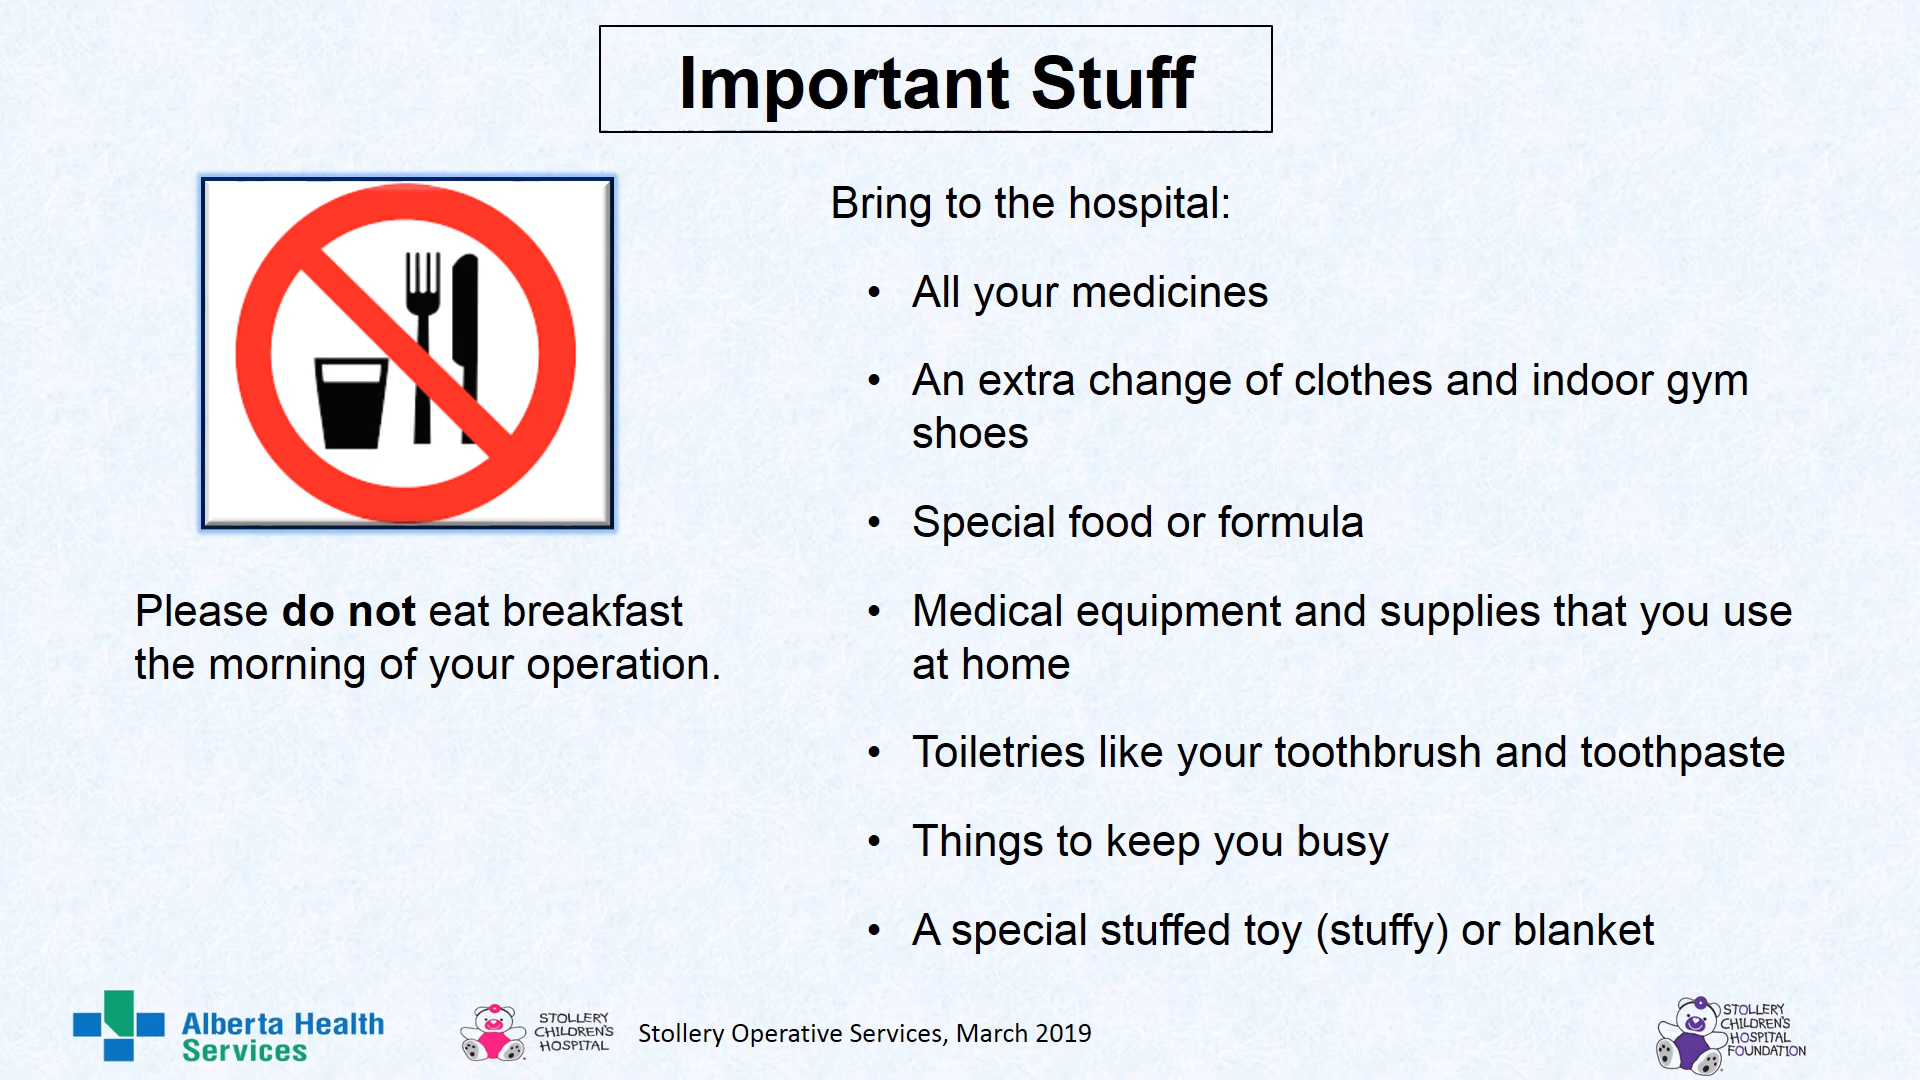 Important Stuff
Please do not eat breakfast
the morning of your operation.
Bring to the hospital:
• All your medicines
• An extra change of clothes and indoor gym
shoes
• Special food or formula
• Medical equipment and supplies that you use
at home
• Toiletries like your toothbrush and toothpaste
• Things to keep you busy
• A special stuffed toy (stuffy) or blanket
Alberta Health
Services
STOLLERY
CHILDREN'S
HOSPITAL
Stollery Operative Services, March 2019
STOLLERY
CHILDREN'S
HOSPITAL
FOUNDATION